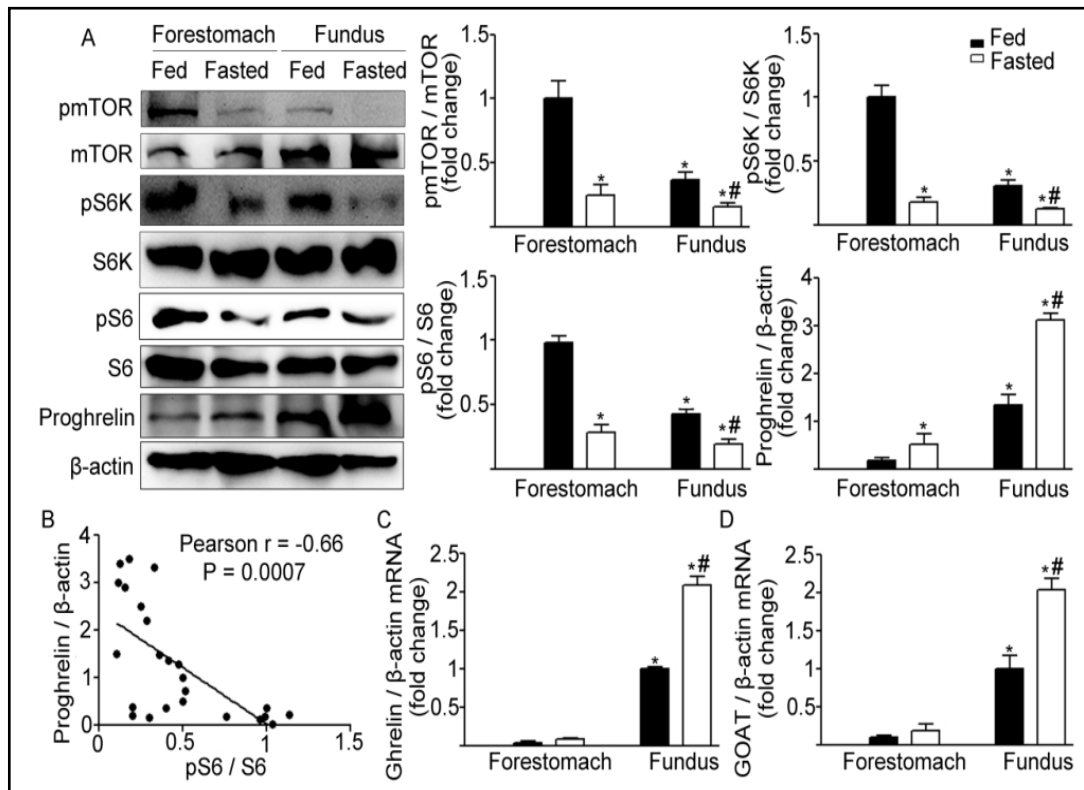 A
Forestomach Fundus
Fed Fasted Fed Fasted
pmTOR
mTOR
pS6K
S6K
pS6
S6
Proghrelin
β-actin
pmTOR / mTOR
(fold change)
1.5
1
0.5
*
*
*#
Forestomach Fundus
pS6K / S6K
(fold change)
1.5
1
0.5
Fed
Fasted
*
*
*#
Forestomach Fundus
pS6 / S6
(fold change)
1.5
1
0.5
*
*
*#
Forestomach Fundus
Proghrelin / β-actin
(fold change)
4
3
2
1
0
*
*
*#
Forestomach Fundus
B
Proghrelin / β-actin
4
3
2
1
0
Pearson r = -0.66
P = 0.0007
0 0.5 1 1.5
pS6 / S6
C
Ghrelin / β-actin mRNA
(fold change)
2.5
2
1.5
1
0.5
0
*
*#
Forestomach Fundus
D
GOAT / β-actin mRNA
(fold change)
2.5
2
1.5
1
0.5
0
*
*#
Forestomach Fundus